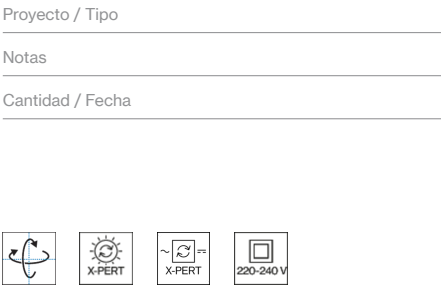 Proyecto / Tipo
Notas
Cantidad / Fecha
X-PERT
X-PERT
220-240 V